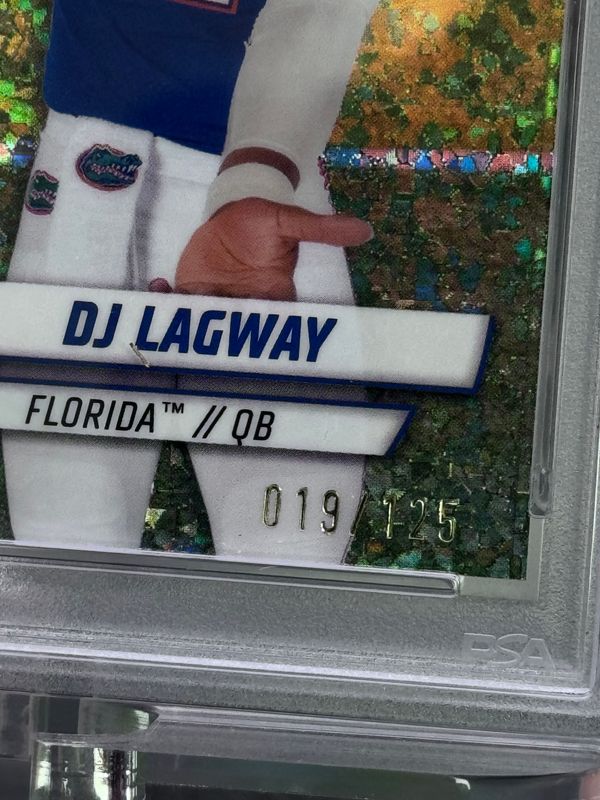 DJ LAGWAY
FLORIDA™ // QB
019/125
PSA